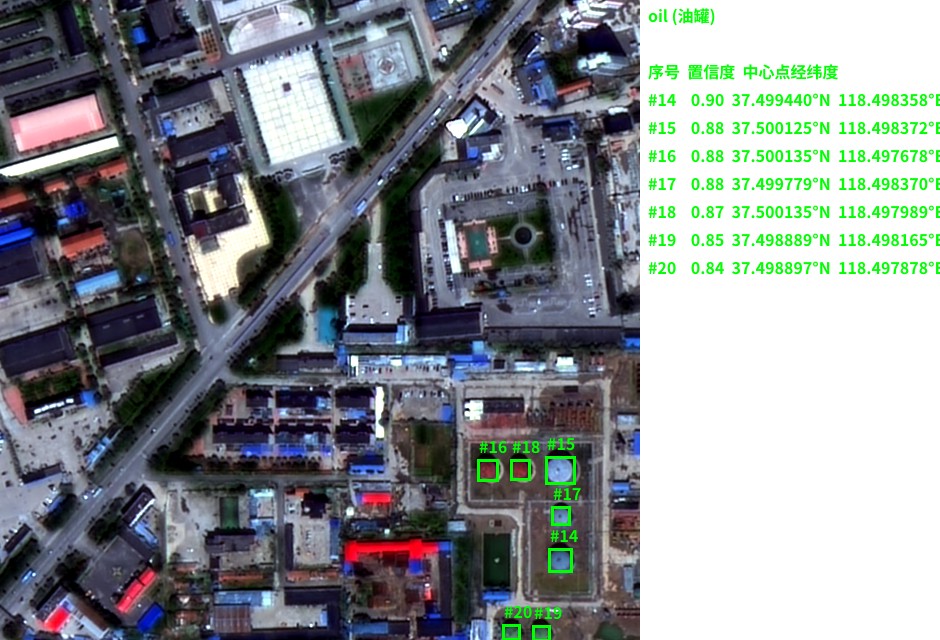 oil (油罐)
序号 置信度 中心点经纬度
#14 0.90 37.499440°N 118.498358°E
#15 0.88 37.500125°N 118.498372°E
#16 0.88 37.500135°N 118.497678°E
#17 0.88 37.499779°N 118.498370°E
#18 0.87 37.500135°N 118.497989°E
#19 0.85 37.498889°N 118.498165°E
#20 0.84 37.498897°N 118.497878°E
#16 #18 #15
#17
#14
#20 #19